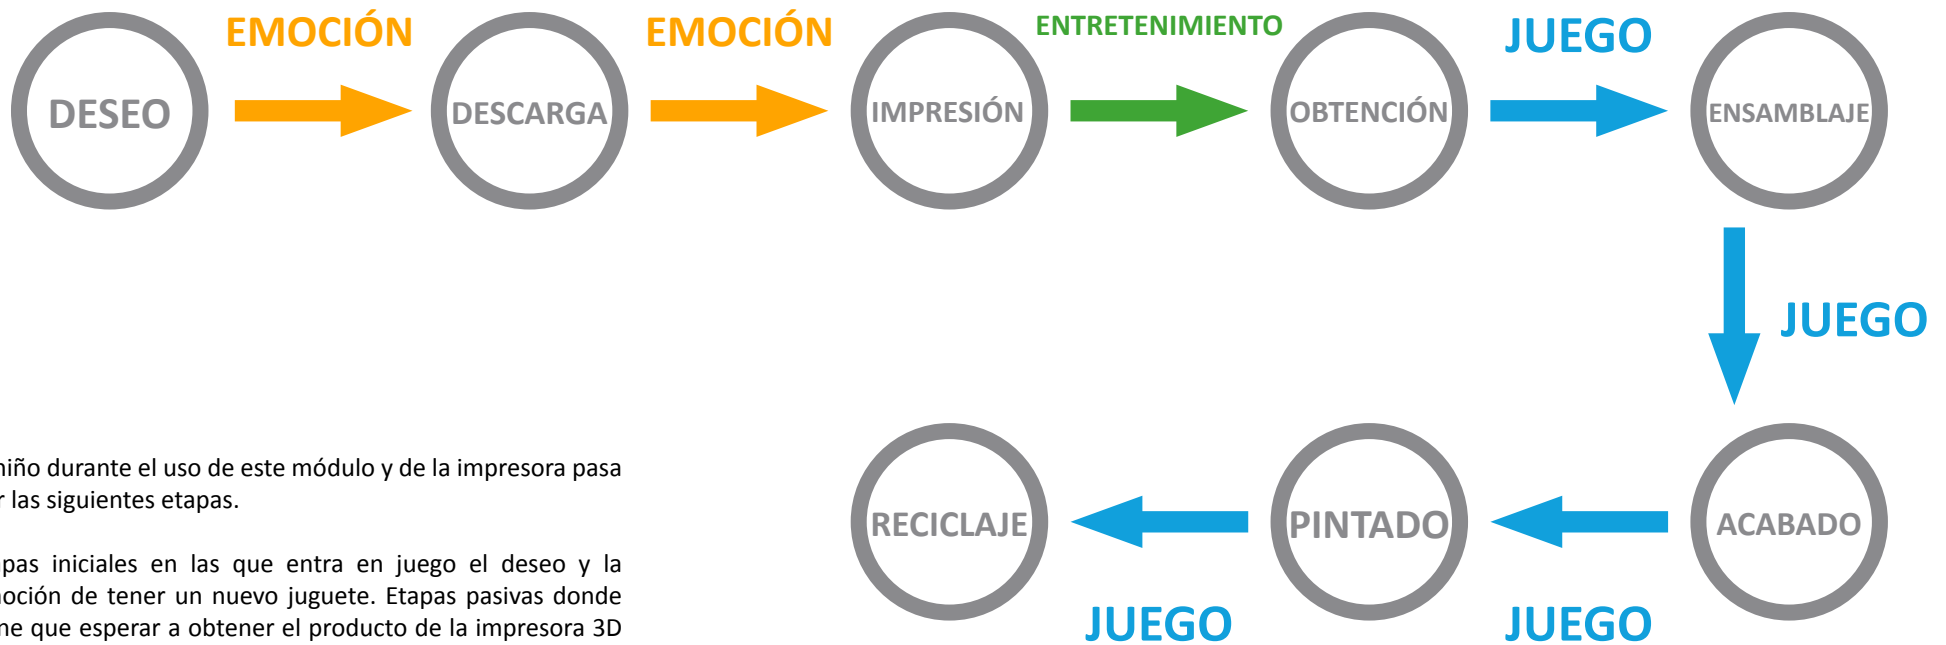 EMOCIÓN
EMOCIÓN
ENTRETENIMIENTO
JUEGO
DESEO
DESCARGA
IMPRESIÓN
OBTENCIÓN
ENSAMBLAJE
JUEGO
niño durante el uso de este módulo y de la impresora pasa
r las siguientes etapas.
pas iniciales en las que entra en juego el deseo y la
noción de tener un nuevo juguete. Etapas pasivas donde
ne que esperar a obtener el producto de la impresora 3D
RECICLAJE
PINTADO
ACABADO
JUEGO
JUEGO